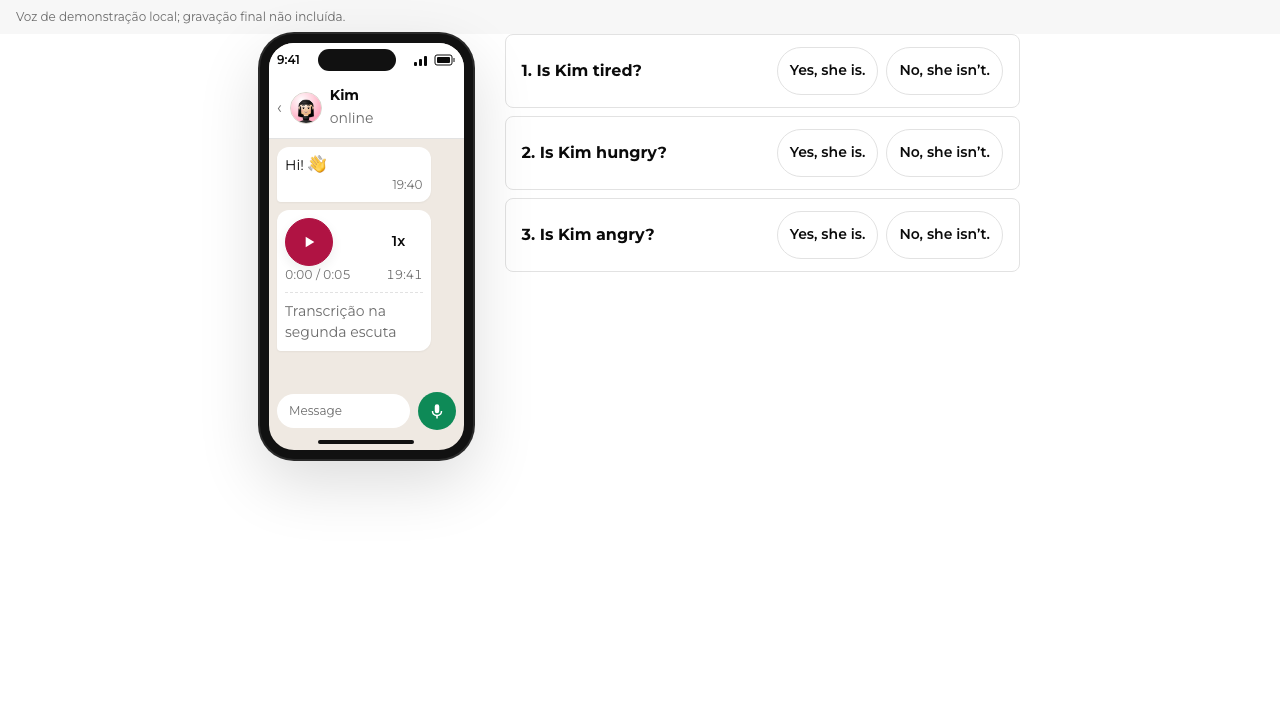 Voz de demonstração local; gravação final não incluída.
9:41
‹
Kim
online
Hi! 👋
19:40
1x
0:00 / 0:05 19:41
Transcrição na
segunda escuta
Message
1. Is Kim tired? Yes, she is. No, she isn’t.
2. Is Kim hungry? Yes, she is. No, she isn’t.
3. Is Kim angry? Yes, she is. No, she isn’t.